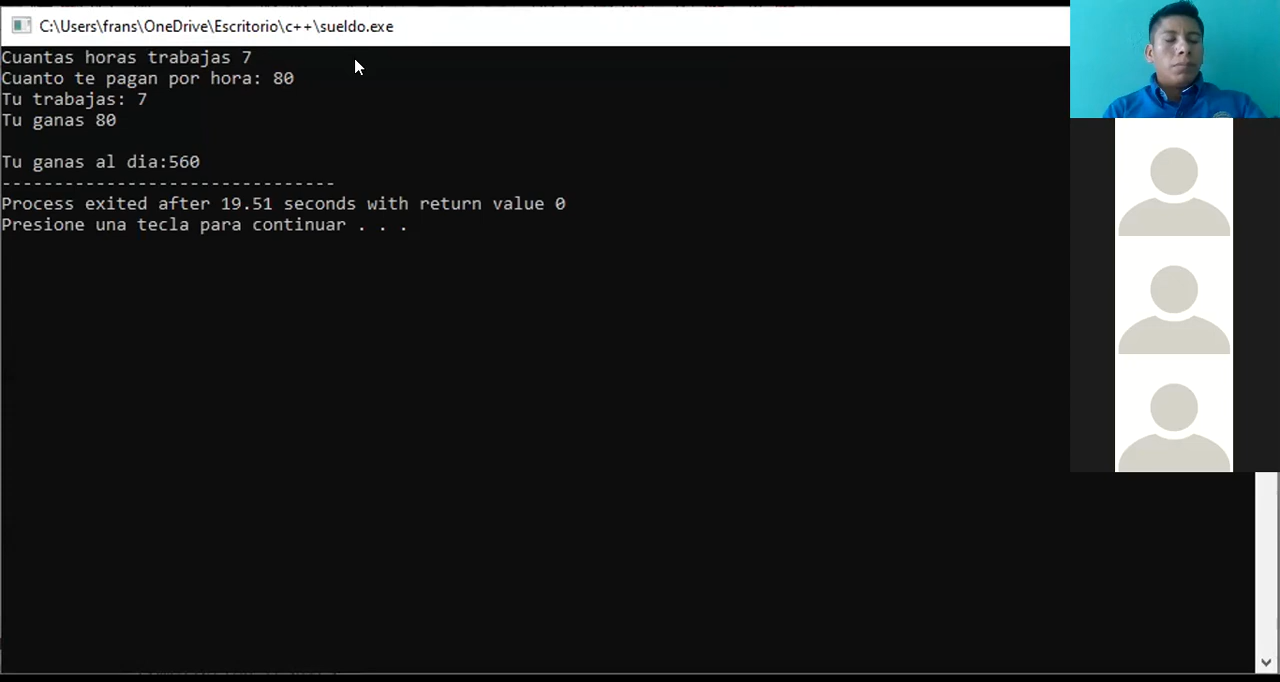 C:\Users\frans\OneDrive\Escritorio\c++\sueldo.exe
Cuantas horas trabajas 7
Cuanto te pagan por hora: 80
Tu trabajas: 7
Tu ganas 80
Tu ganas al dia:560
--------------------------------
Process exited after 19.51 seconds with return value 0
Presione una tecla para continuar . . .